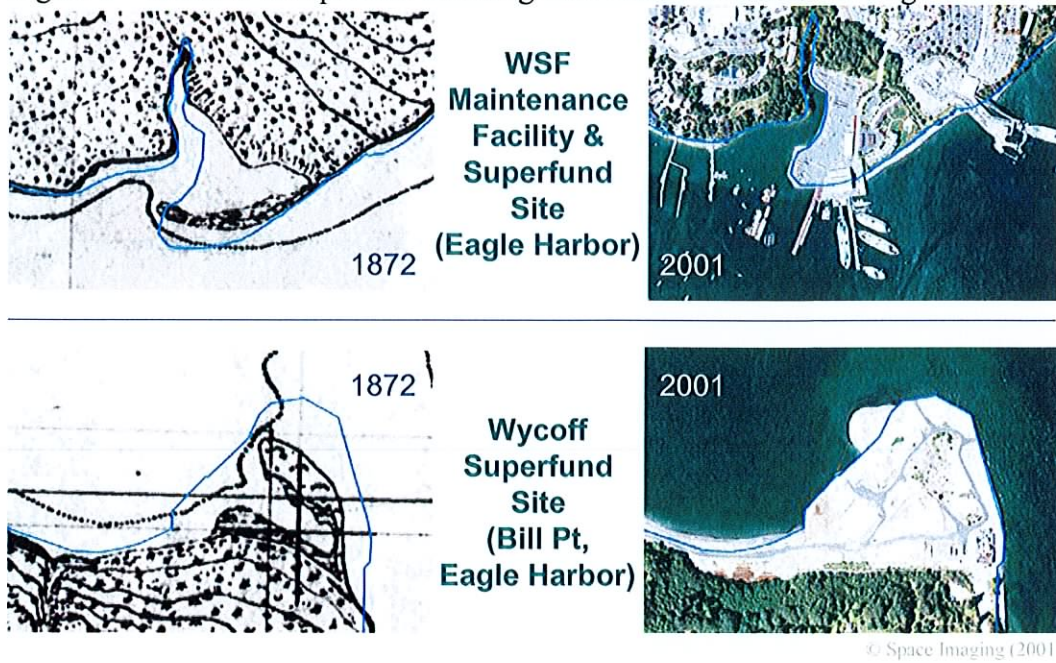 WSF
Maintenance
Facility &
Superfund
Site
(Eagle Harbor)
1872
2001
1872
2001
Wycoff
Superfund
Site
(Bill Pt,
Eagle Harbor)
© Space Imaging (2001